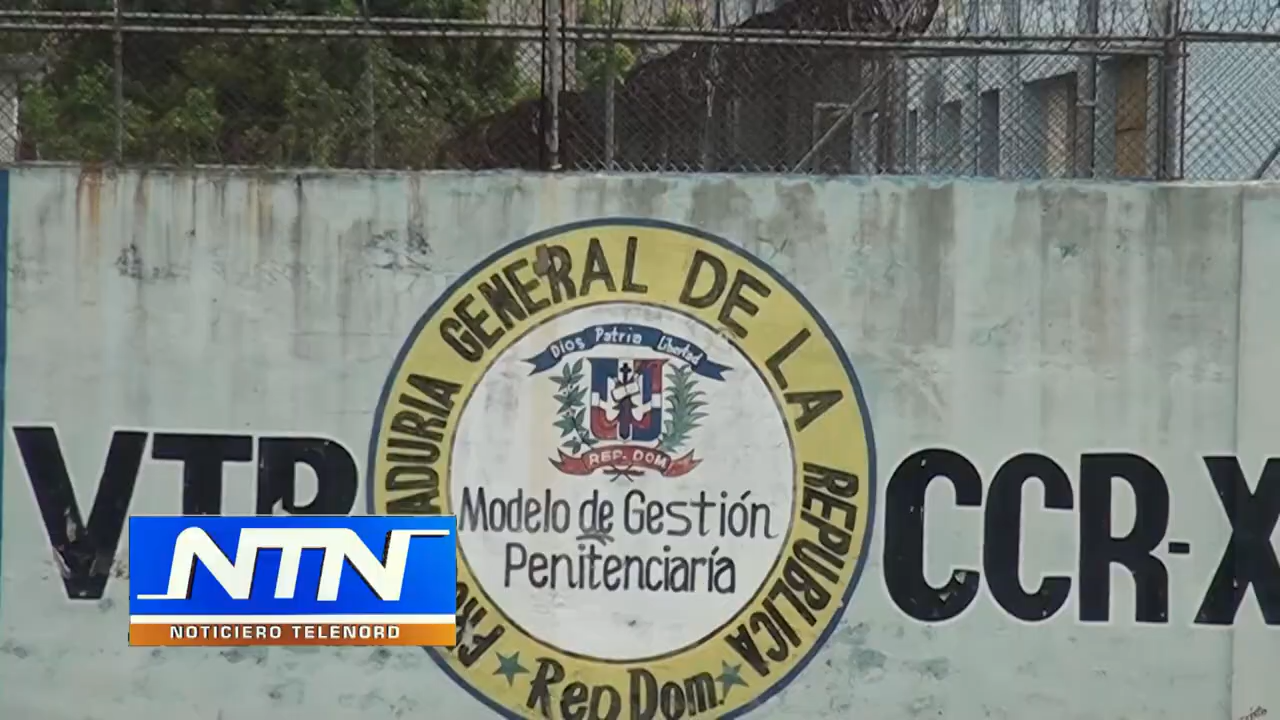 GENERAL DE LA REPUBLICA
Dios Patria Libertad
REP. DOM
Modelo de Gestión
Penitenciaría
Rep Dom.
VTP
CCR-X
NTN
NOTICIERO TELENORD